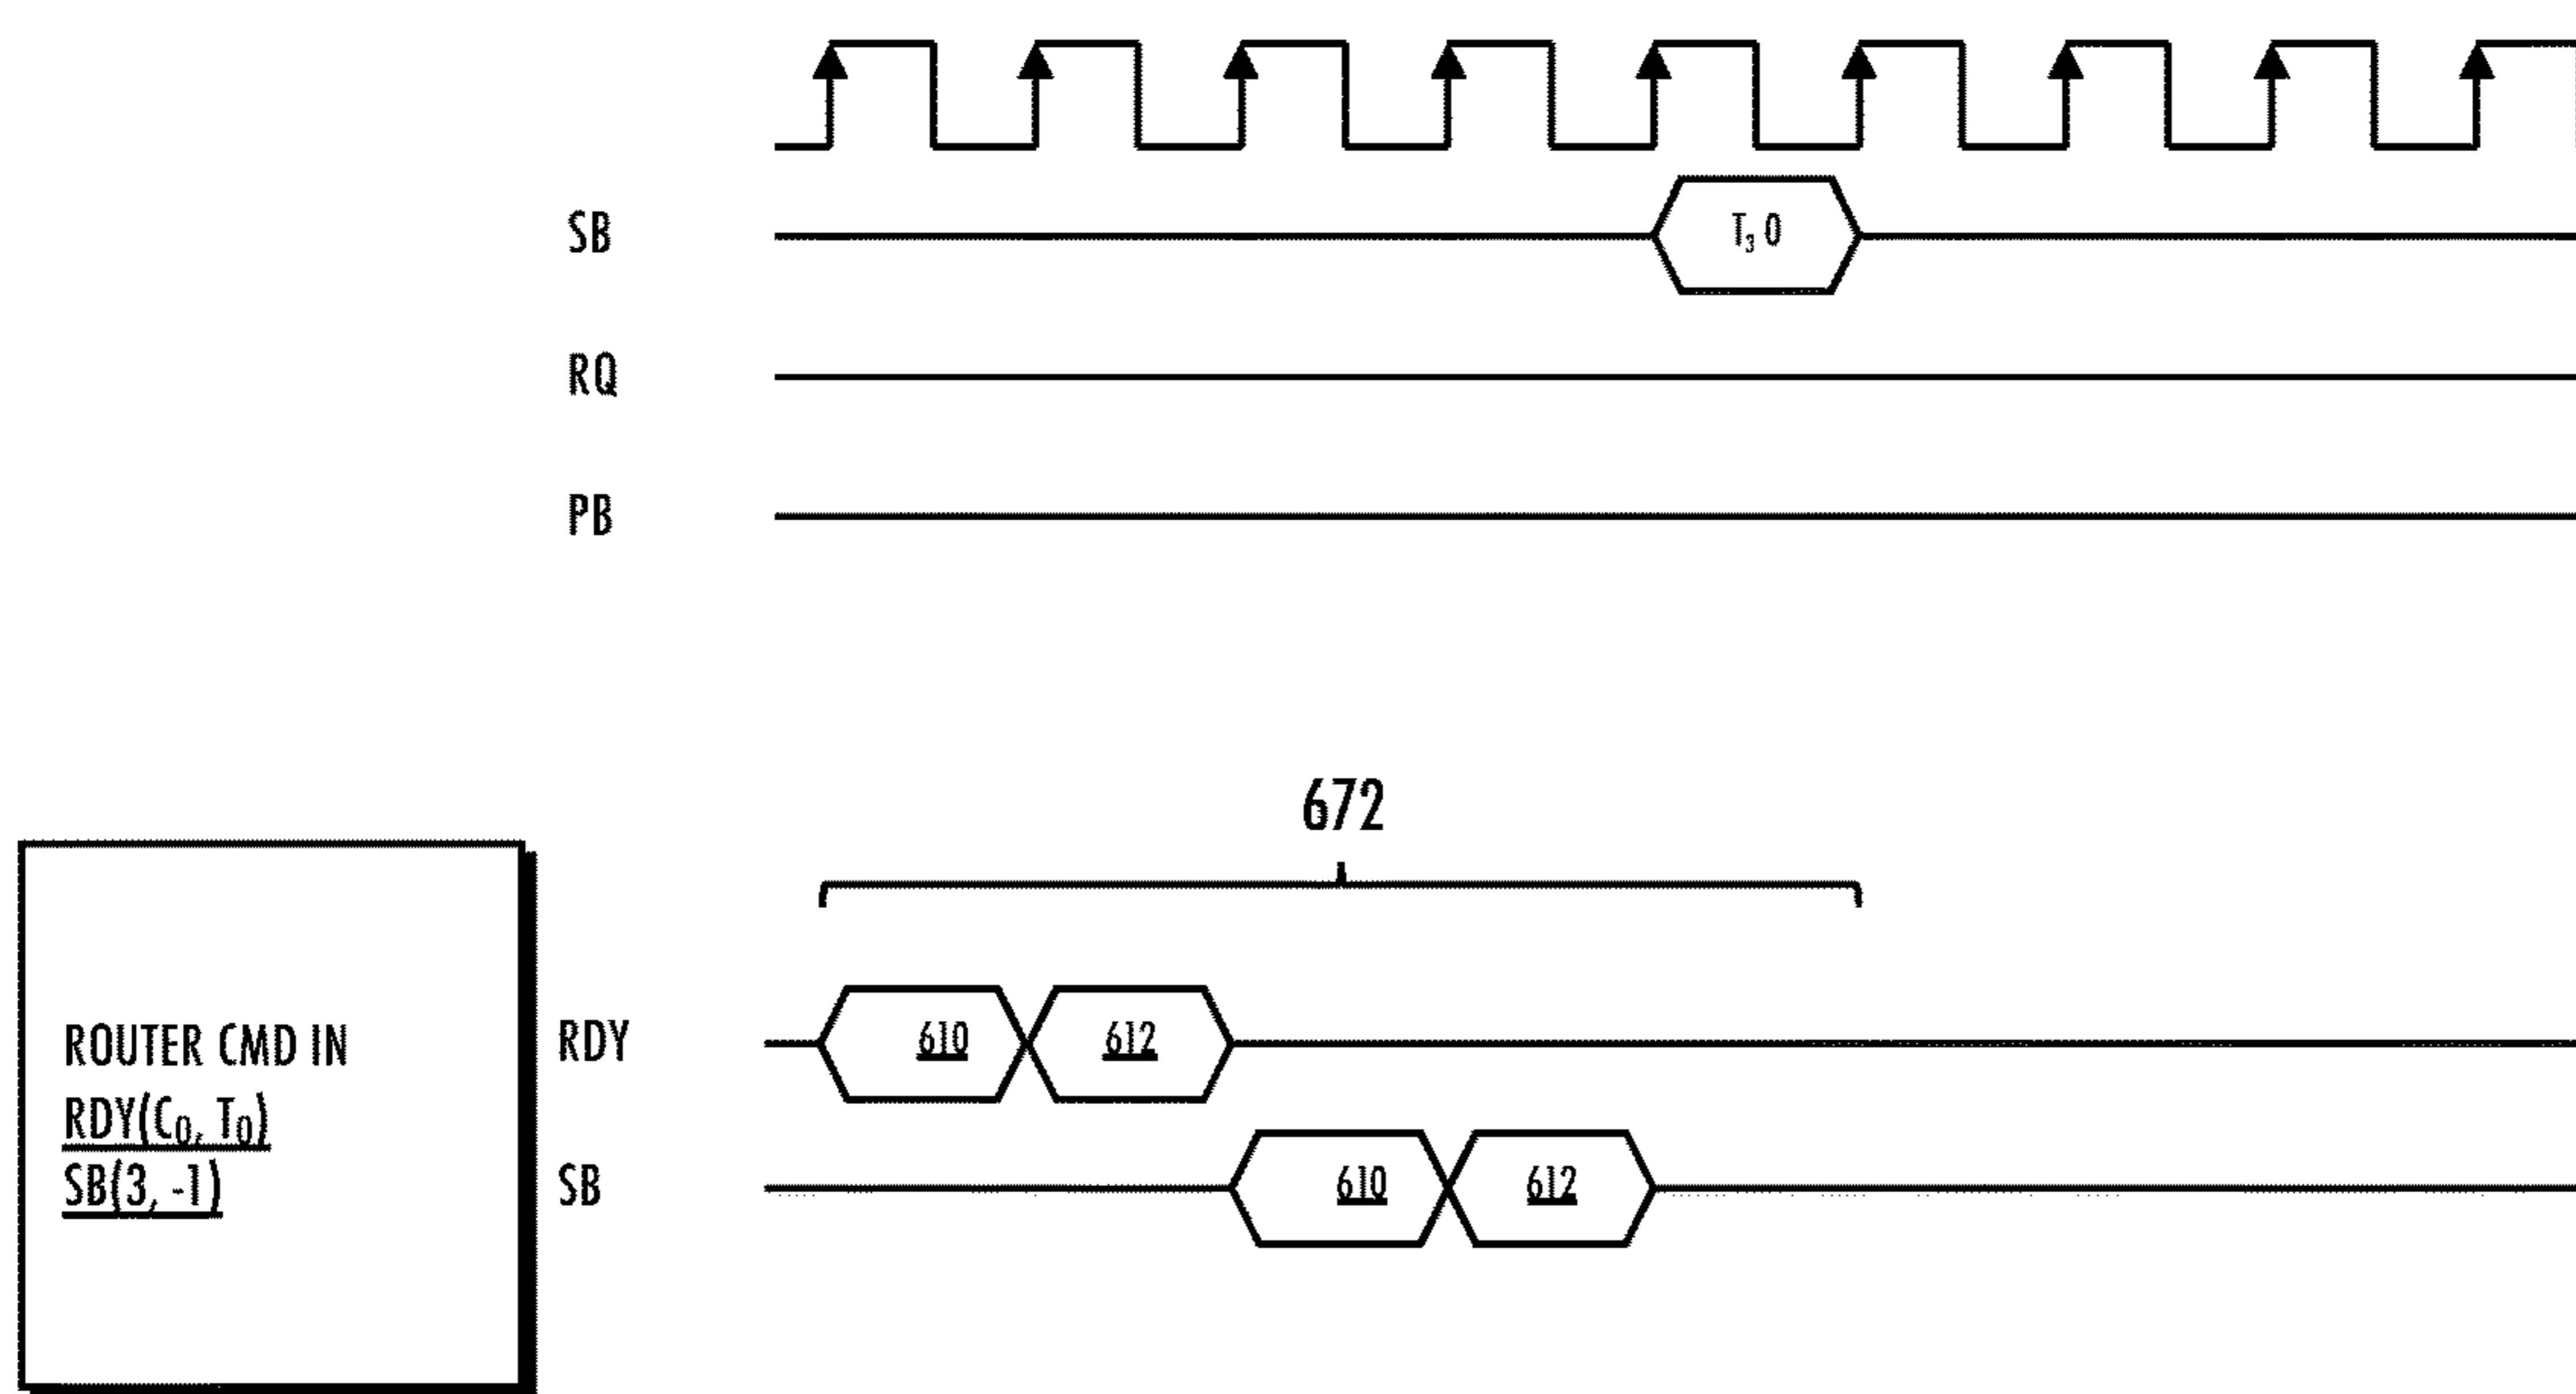 SB
T₃ 0
RQ
PB
672
ROUTER CMD IN
RDY(C₀, T₀)
SB(3, -1)
RDY
610
612
SB
610
612